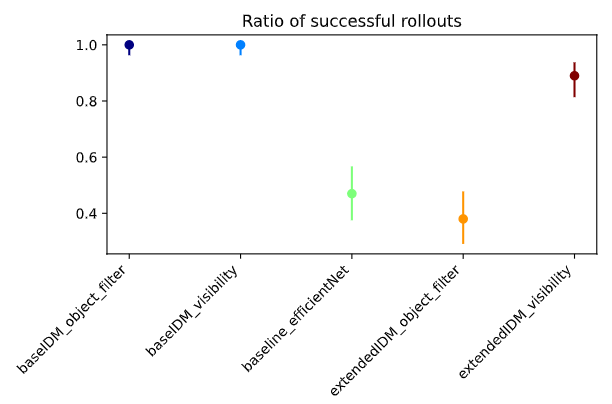 Ratio of successful rollouts
1.0
0.8
0.6
0.4
baseIDM_object_filter
baseIDM_visibility
baseline_efficientNet
extendedIDM_object_filter
extendedIDM_visibility